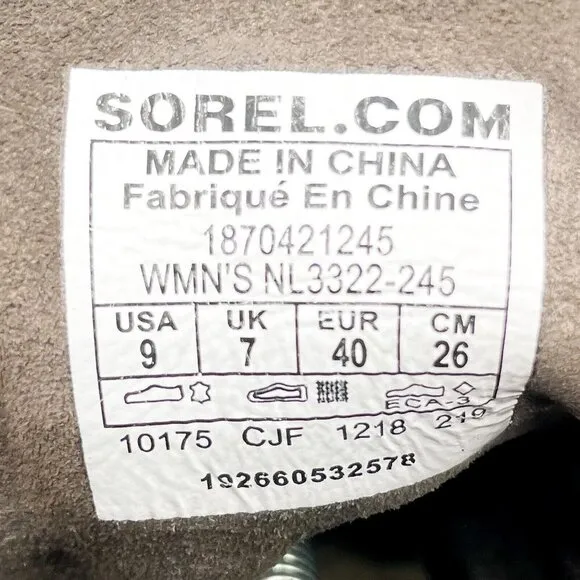 SOREL.COM
MADE IN CHINA
Fabriqué En Chine
1870421245
WMN'S NL3322-245
USA UK EUR CM
9 7 40 26
ECA-3
10175 CJF 1218 219
192660532578